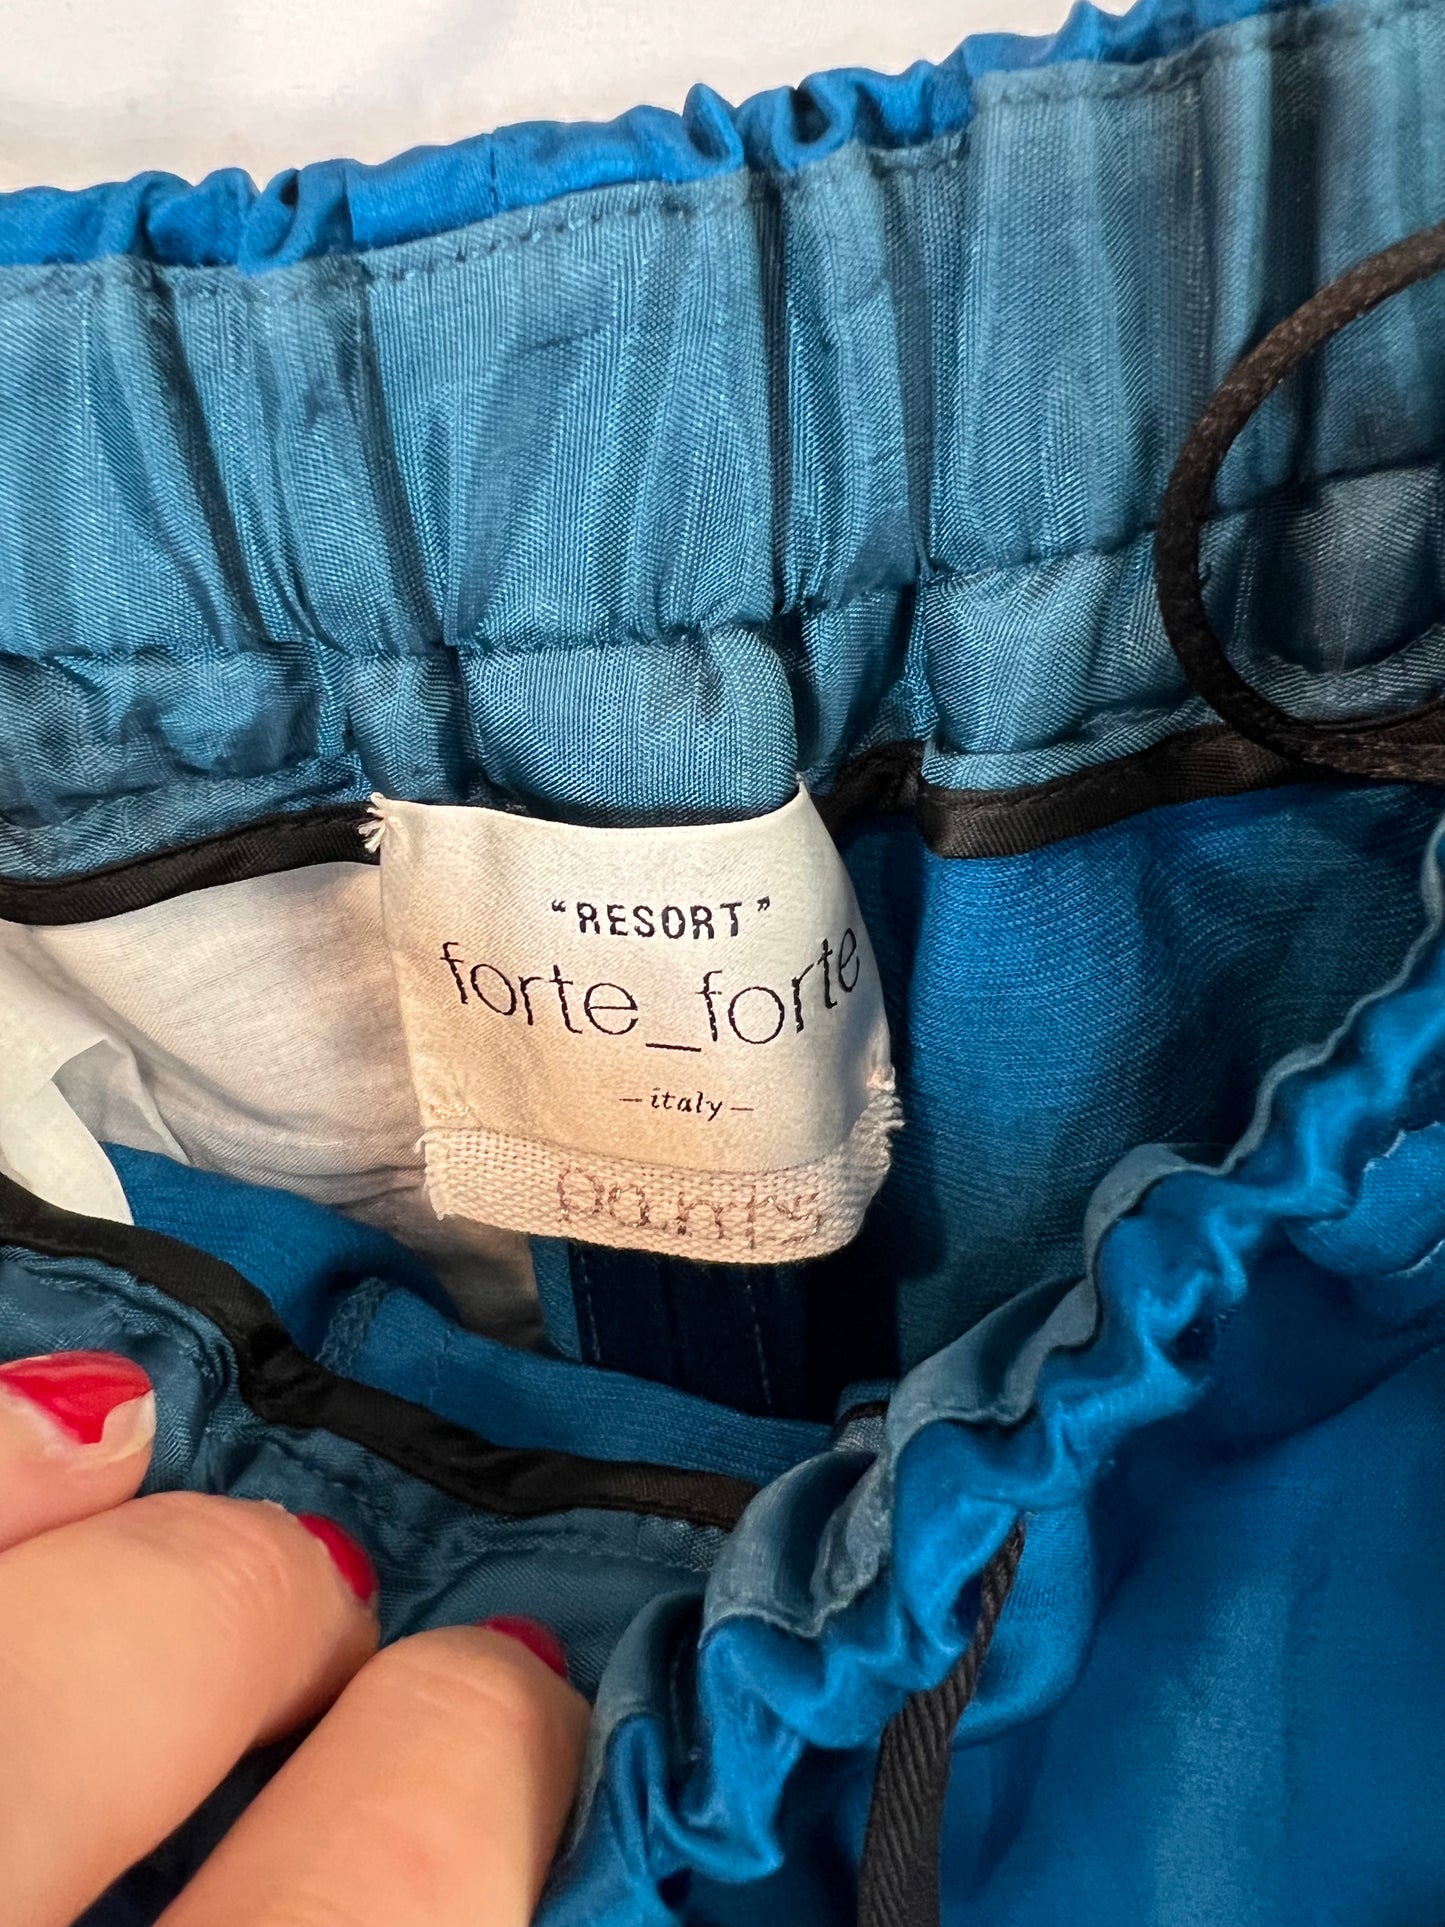 “RESORT”
forte_forte
– italy –
pants